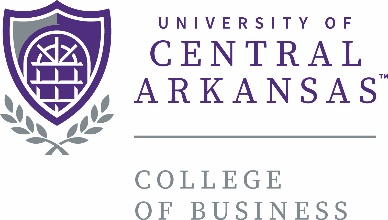 UNIVERSITY OF
CENTRAL
ARKANSAS™
COLLEGE
OF BUSINESS